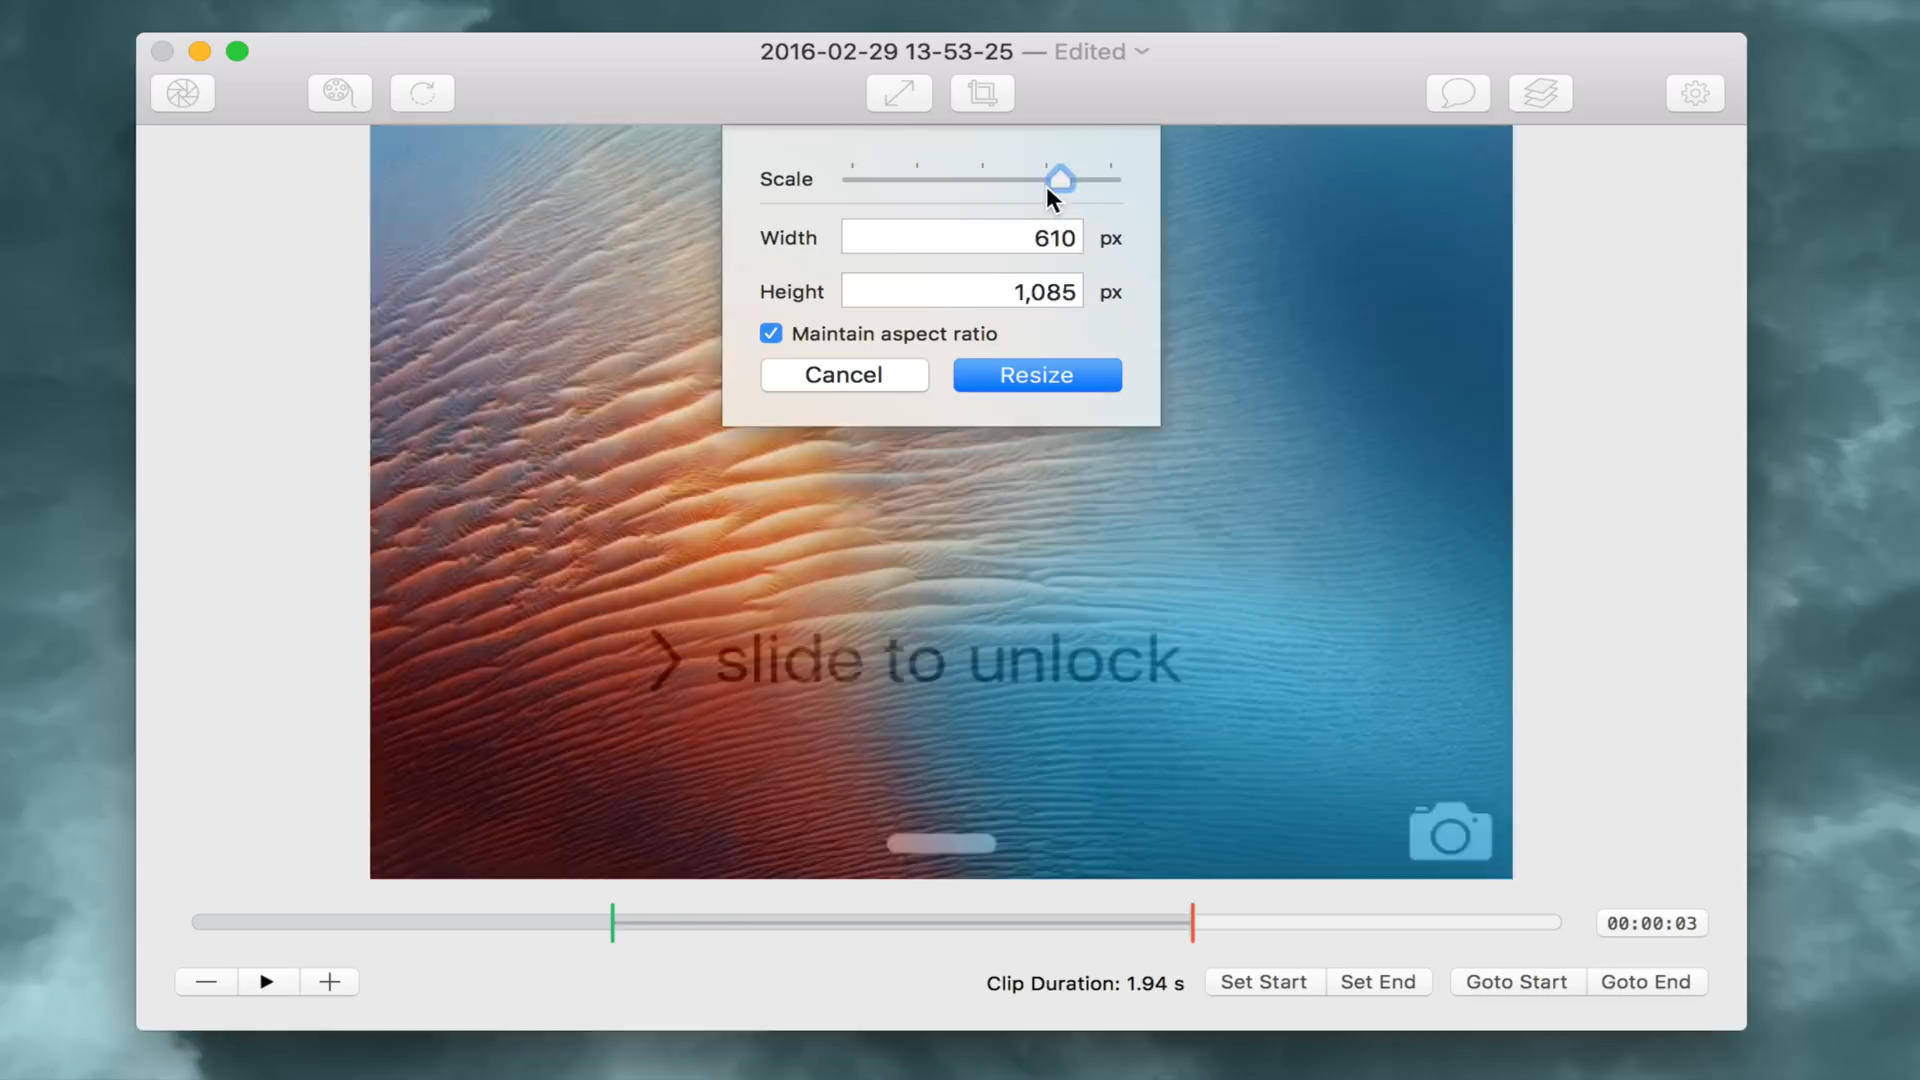 2016-02-29 13-53-25 — Edited
Scale
Width 610 px
Height 1,085 px
Maintain aspect ratio
Cancel Resize
slide to unlock
00:00:03
Clip Duration: 1.94 s Set Start Set End Goto Start Goto End